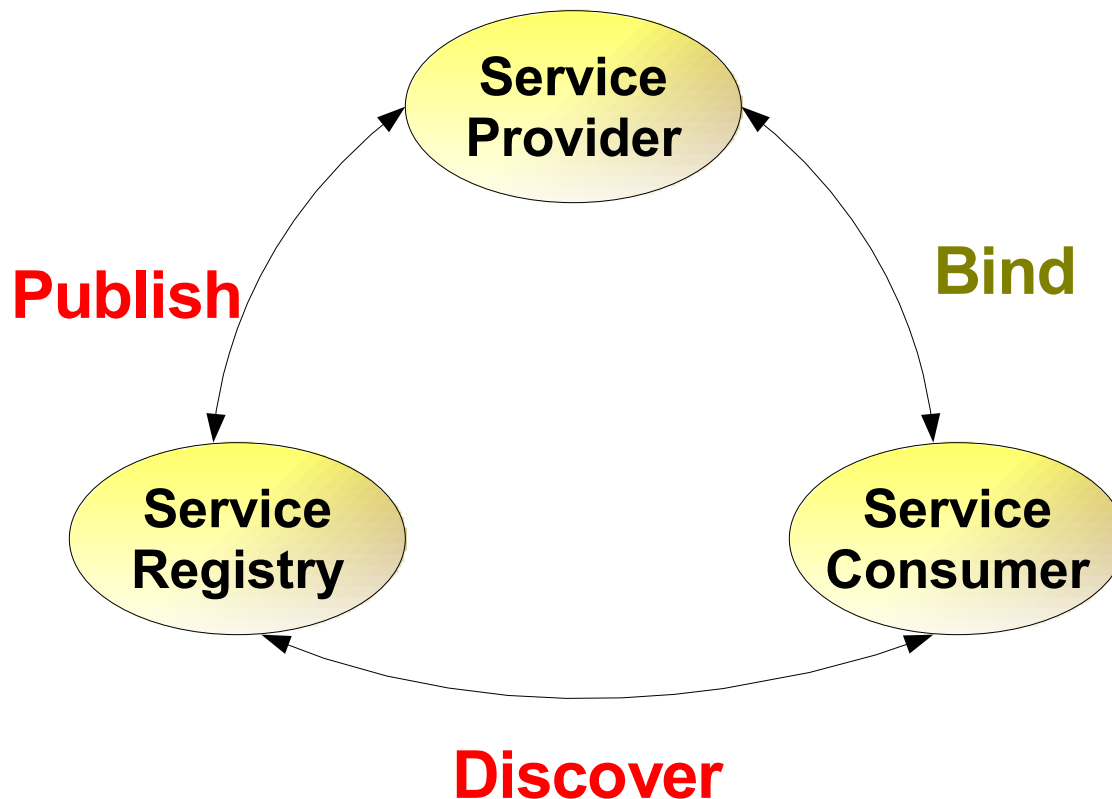 Service
Provider
Publish
Bind
Service
Registry
Service
Consumer
Discover